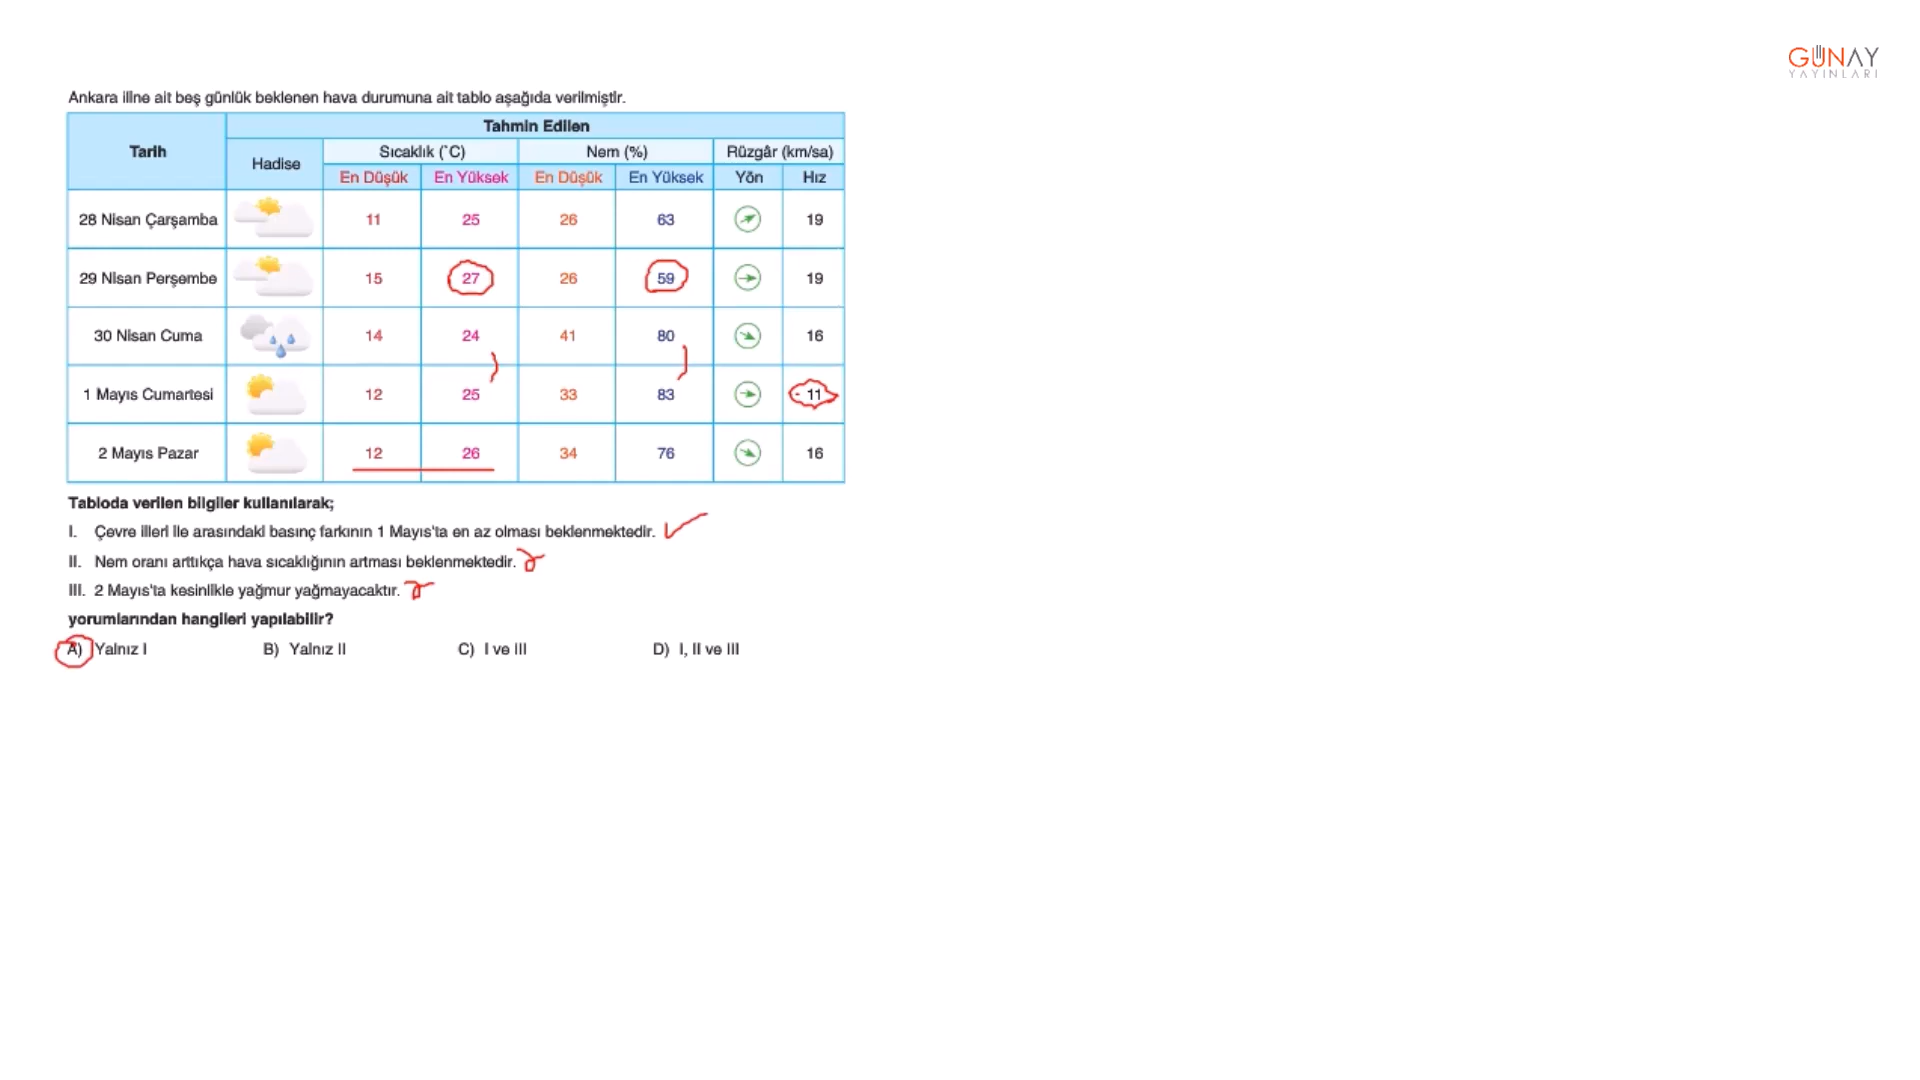 GÜNAY
YAYINLARI
Ankara iline ait beş günlük beklenen hava durumuna ait tablo aşağıda verilmiştir.
Tarih Tahmin Edilen
Hadise Sıcaklık (˚C) Nem (%) Rüzgâr (km/sa)
En Düşük En Yüksek En Düşük En Yüksek Yön Hız
28 Nisan Çarşamba 11 25 26 63 19
29 Nisan Perşembe 15 27 26 59 19
30 Nisan Cuma 14 24 41 80 16
1 Mayıs Cumartesi 12 25 33 83 11
2 Mayıs Pazar 12 26 34 76 16
Tabloda verilen bilgiler kullanılarak;
I. Çevre illeri ile arasındaki basınç farkının 1 Mayıs'ta en az olması beklenmektedir.
II. Nem oranı arttıkça hava sıcaklığının artması beklenmektedir.
III. 2 Mayıs'ta kesinlikle yağmur yağmayacaktır.
yorumlarından hangileri yapılabilir?
A) Yalnız I B) Yalnız II C) I ve III D) I, II ve III